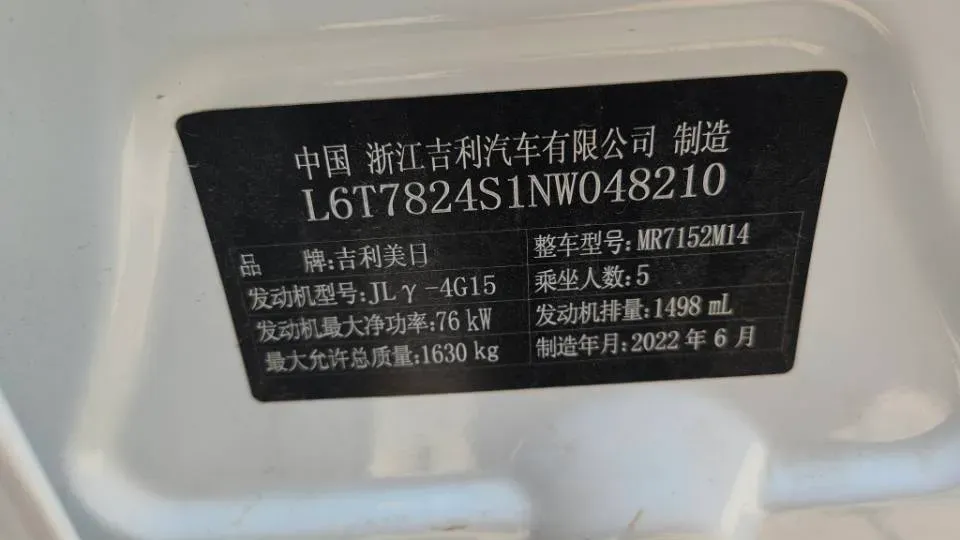 中国 浙江吉利汽车有限公司 制造
L6T7824S1NW048210
品 牌:吉利美日 整车型号:MR7152M14
发动机型号:JLγ-4G15 乘坐人数:5
发动机最大净功率:76 kW 发动机排量:1498 mL
最大允许总质量:1630 kg 制造年月:2022 年 6 月